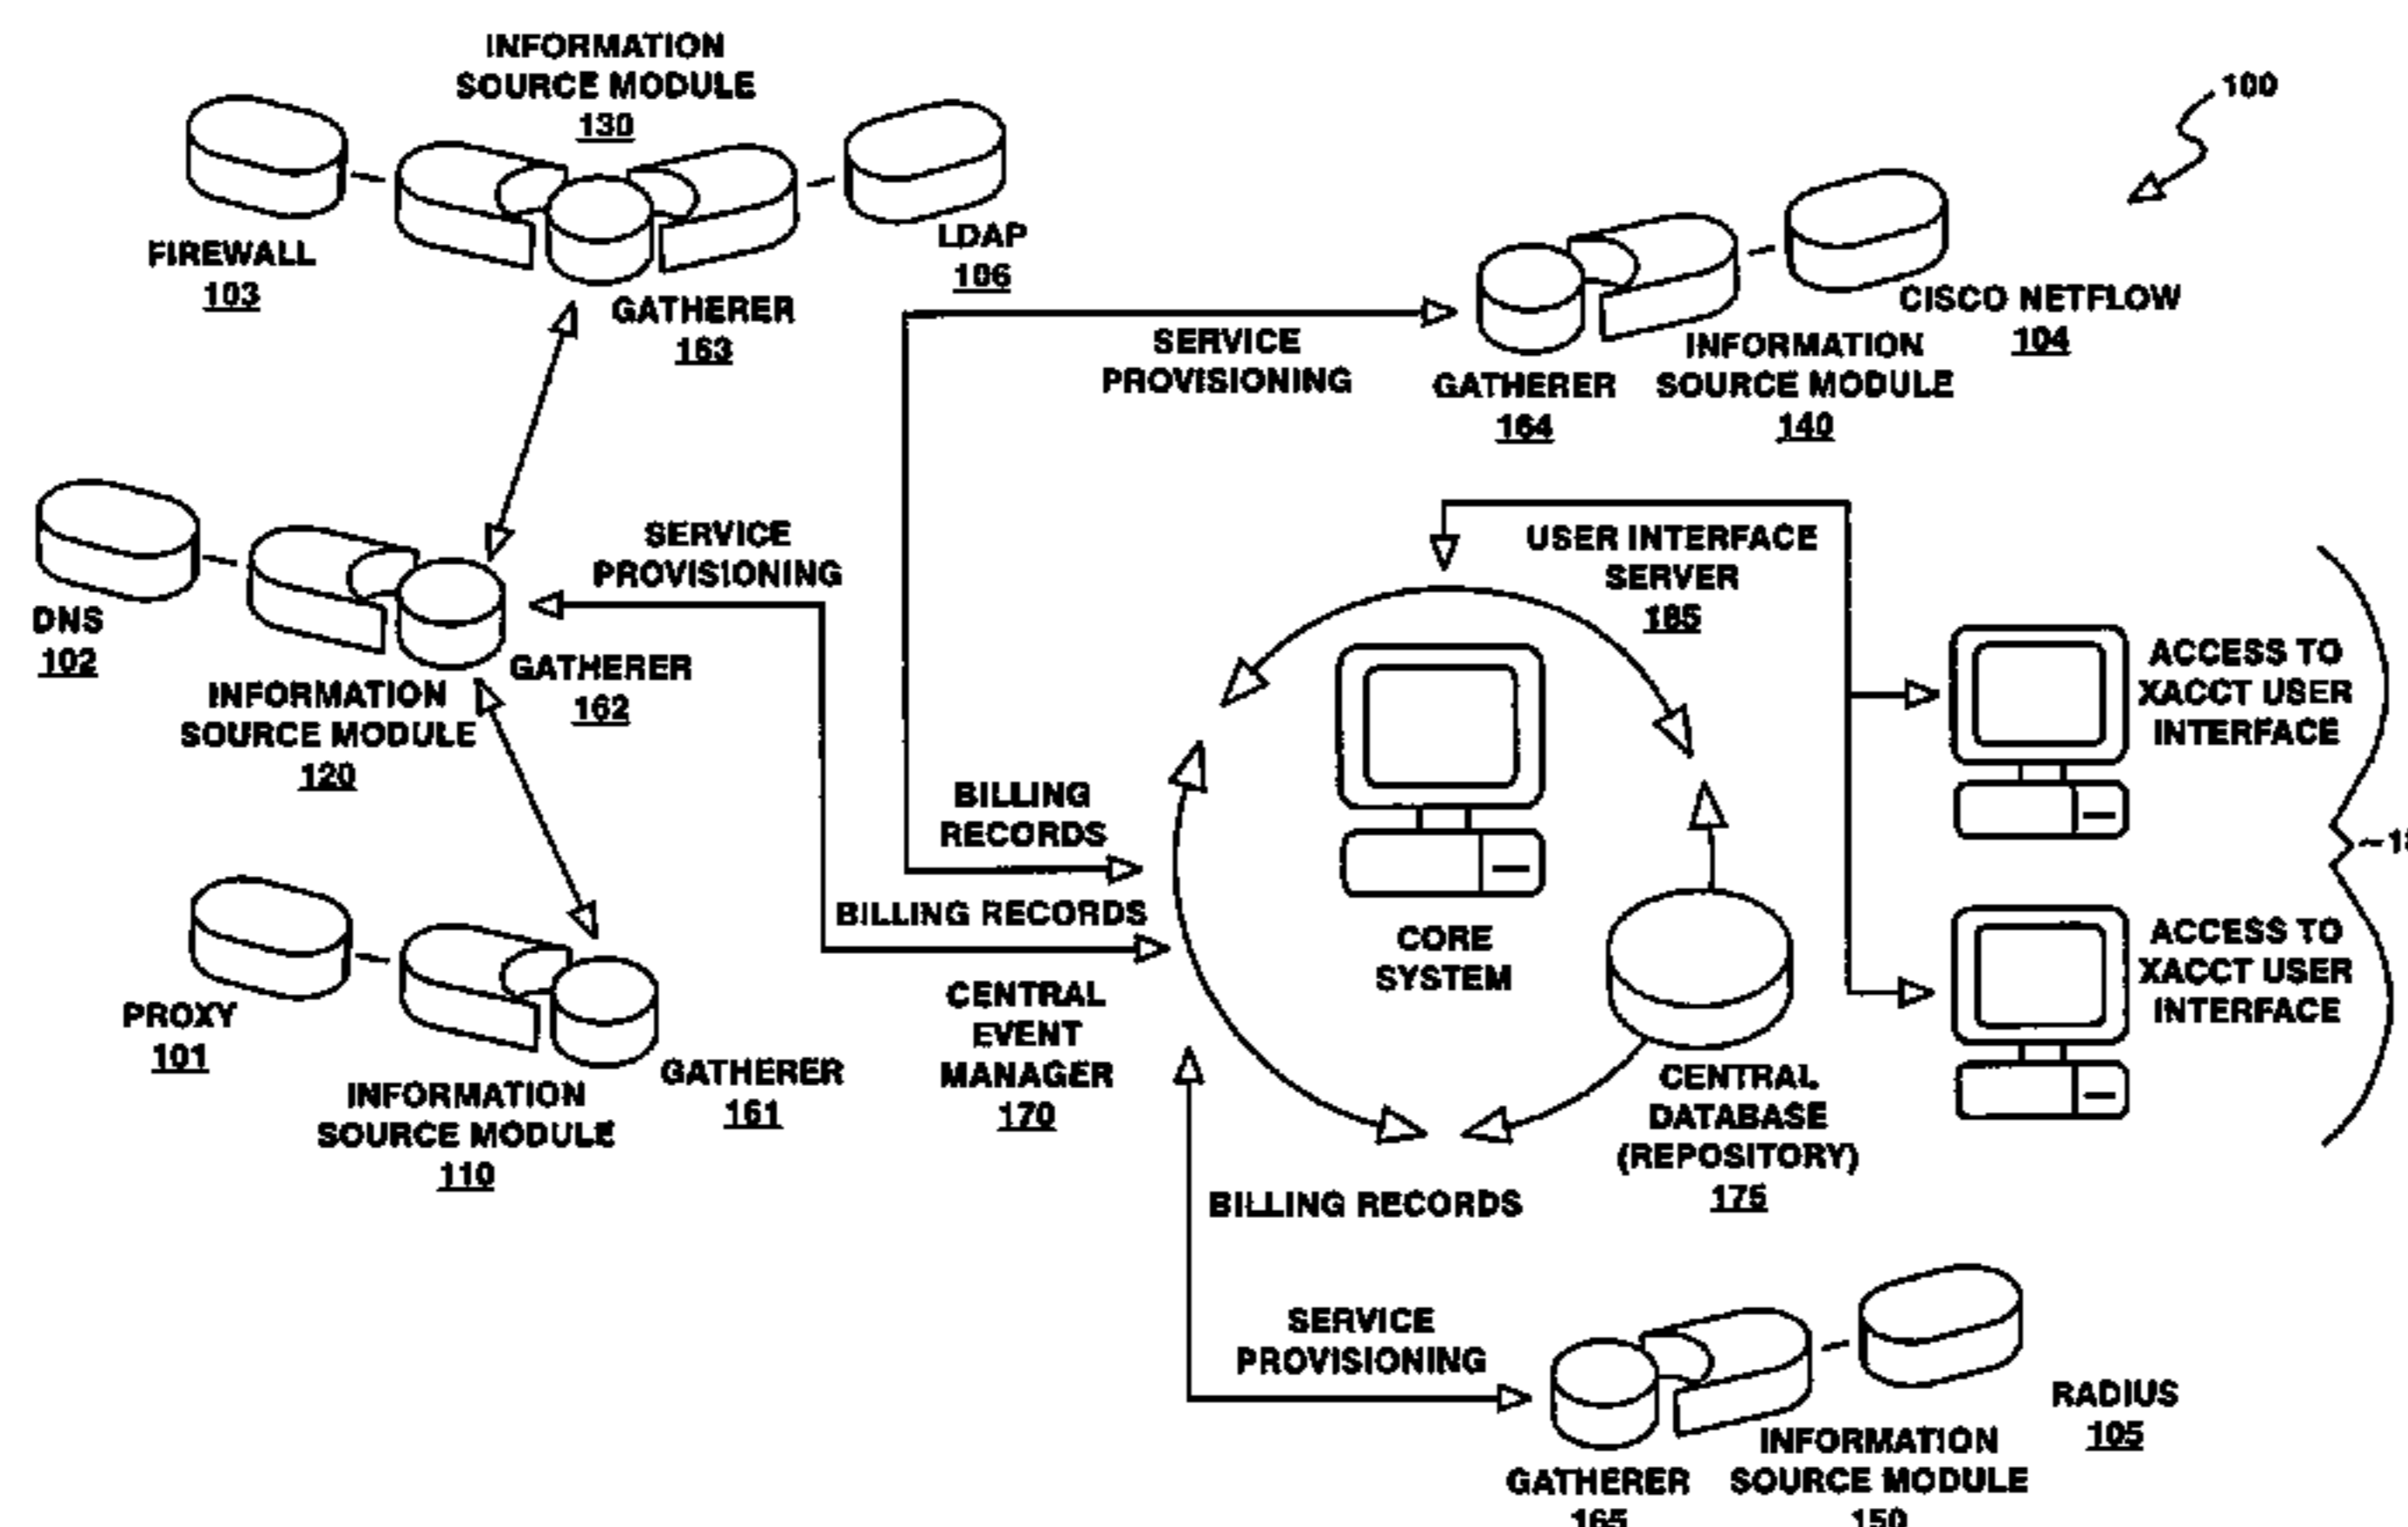 INFORMATION
SOURCE MODULE
130
100
FIREWALL
103
LDAP
106
GATHERER
163
CISCO NETFLOW
104
SERVICE
PROVISIONING
GATHERER
164
INFORMATION
SOURCE MODULE
140
DNS
102
SERVICE
PROVISIONING
GATHERER
162
INFORMATION
SOURCE MODULE
120
USER INTERFACE
SERVER
185
ACCESS TO
XACCT USER
INTERFACE
BILLING
RECORDS
BILLING RECORDS
CORE
SYSTEM
ACCESS TO
XACCT USER
INTERFACE
PROXY
101
INFORMATION
SOURCE MODULE
110
GATHERER
161
CENTRAL
EVENT
MANAGER
170
CENTRAL
DATABASE
(REPOSITORY)
175
BILLING RECORDS
SERVICE
PROVISIONING
RADIUS
105
GATHERER
165
INFORMATION
SOURCE MODULE
150